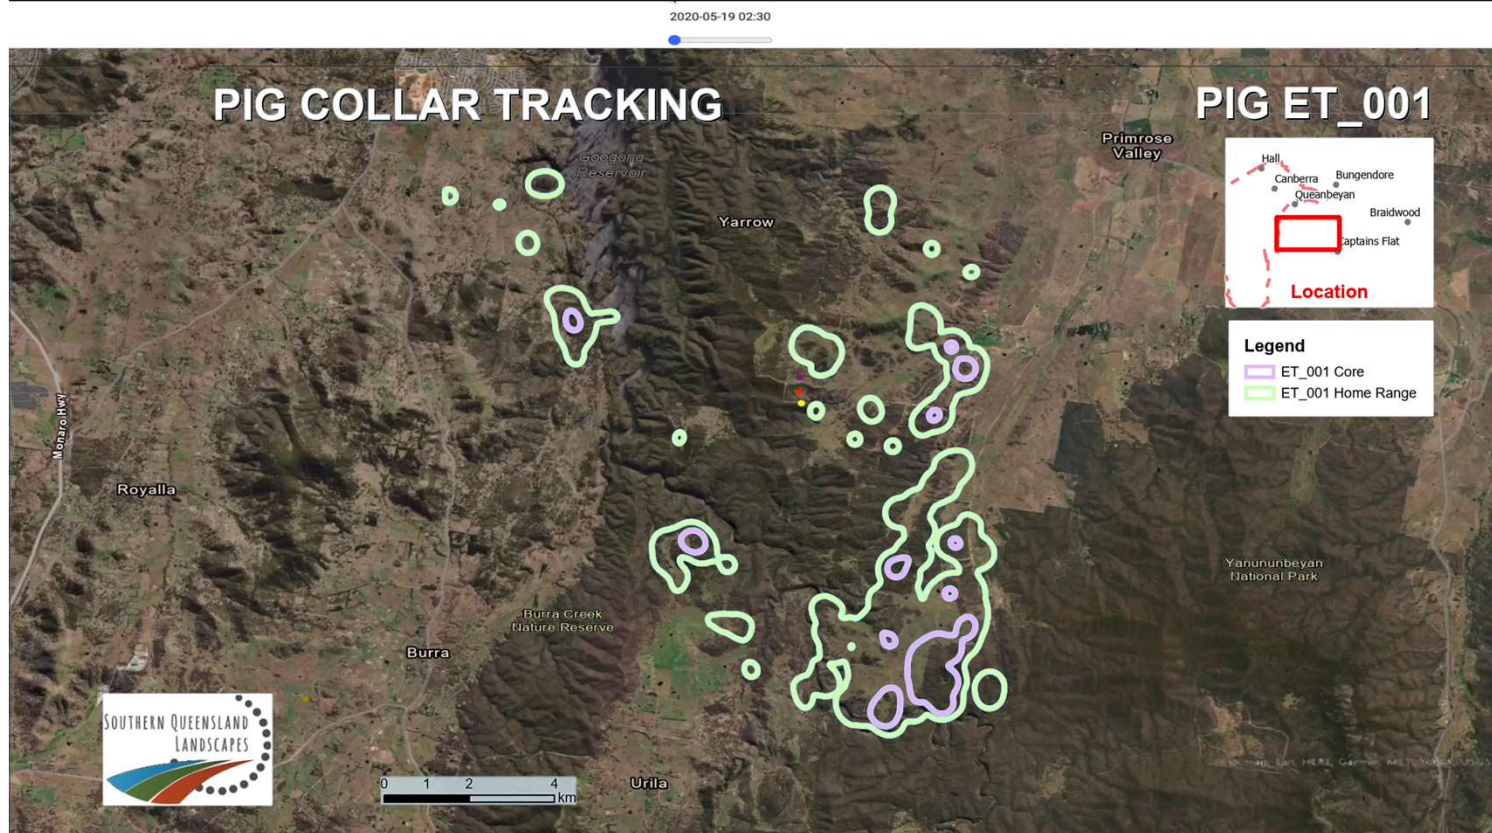 2020-05-19 02:30
PIG COLLAR TRACKING
PIG ET_001
Googong
Reservoir
Primrose
Valley
Yarrow
Hall
Canberra
Bungendore
Queanbeyan
Braidwood
Captains Flat
Location
Legend
ET_001 Core
ET_001 Home Range
Monaro Hwy
Royalla
Yanununbeyan
National Park
Burra Creek
Nature Reserve
Burra
SOUTHERN QUEENSLAND
LANDSCAPES
Urila
0 1 2 4
km